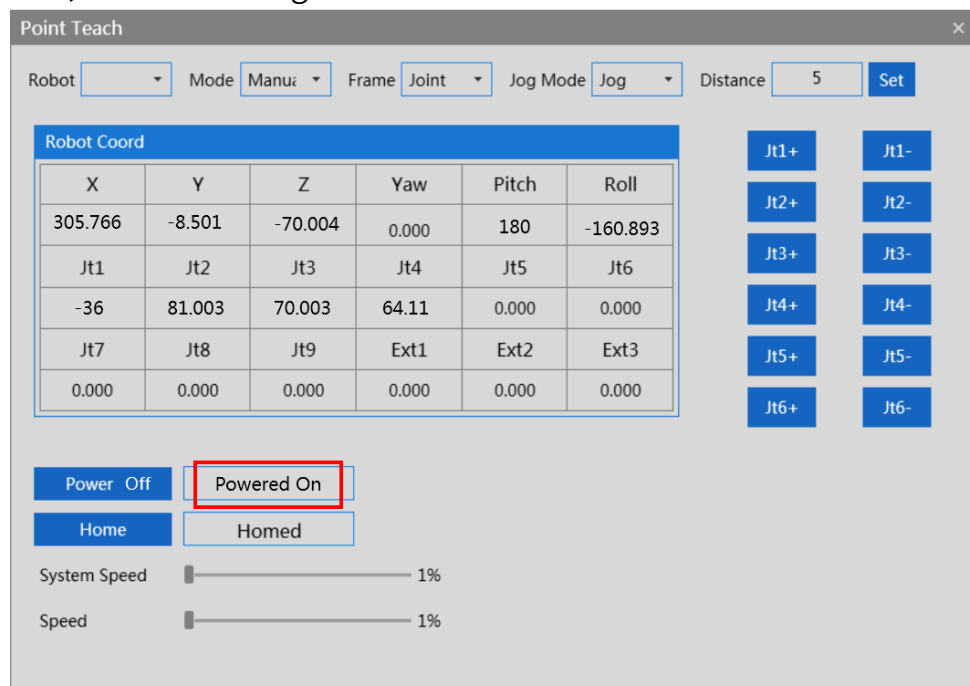 Point Teach ×
Robot Mode Manua Frame Joint Jog Mode Jog Distance 5 Set
Robot Coord
X Y Z Yaw Pitch Roll
305.766 -8.501 -70.004 0.000 180 -160.893
Jt1 Jt2 Jt3 Jt4 Jt5 Jt6
-36 81.003 70.003 64.11 0.000 0.000
Jt7 Jt8 Jt9 Ext1 Ext2 Ext3
0.000 0.000 0.000 0.000 0.000 0.000
Jt1+ Jt1-
Jt2+ Jt2-
Jt3+ Jt3-
Jt4+ Jt4-
Jt5+ Jt5-
Jt6+ Jt6-
Power Off Powered On
Home Homed
System Speed 1%
Speed 1%